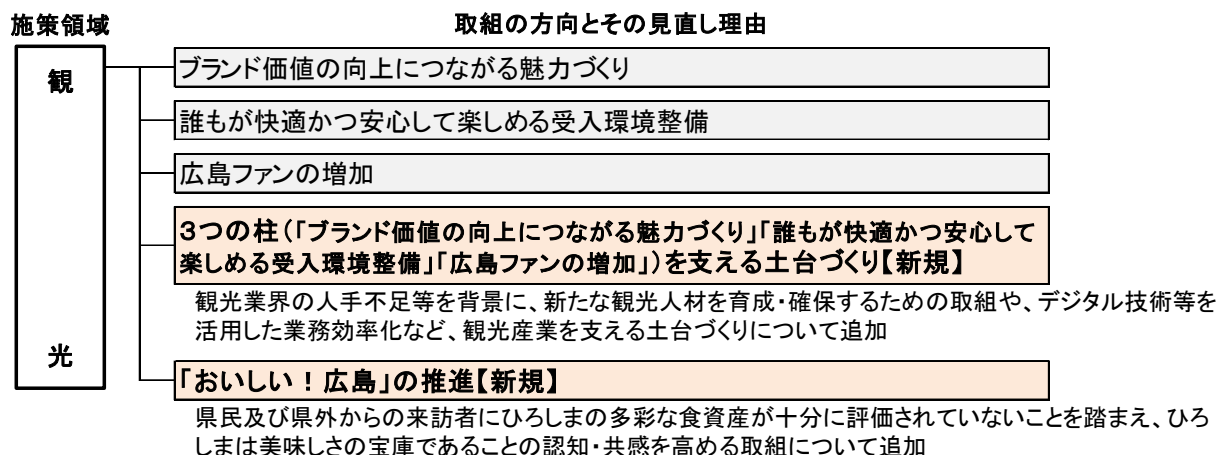 施策領域
取組の方向とその見直し理由
観
光
ブランド価値の向上につながる魅力づくり
誰もが快適かつ安心して楽しめる受入環境整備
広島ファンの増加
３つの柱（「ブランド価値の向上につながる魅力づくり」「誰もが快適かつ安心して
楽しめる受入環境整備」「広島ファンの増加」）を支える土台づくり【新規】
観光業界の人手不足等を背景に、新たな観光人材を育成・確保するための取組や、デジタル技術等を
活用した業務効率化など、観光産業を支える土台づくりについて追加
「おいしい！広島」の推進【新規】
県民及び県外からの来訪者にひろしまの多彩な食資産が十分に評価されていないことを踏まえ、ひろ
しまは美味しさの宝庫であることの認知・共感を高める取組について追加